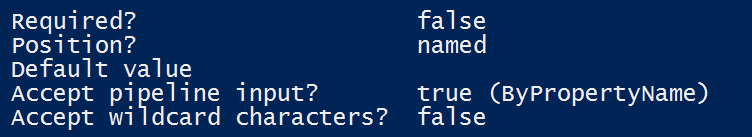 Required? false
Position? named
Default value
Accept pipeline input? true (ByPropertyName)
Accept wildcard characters? false